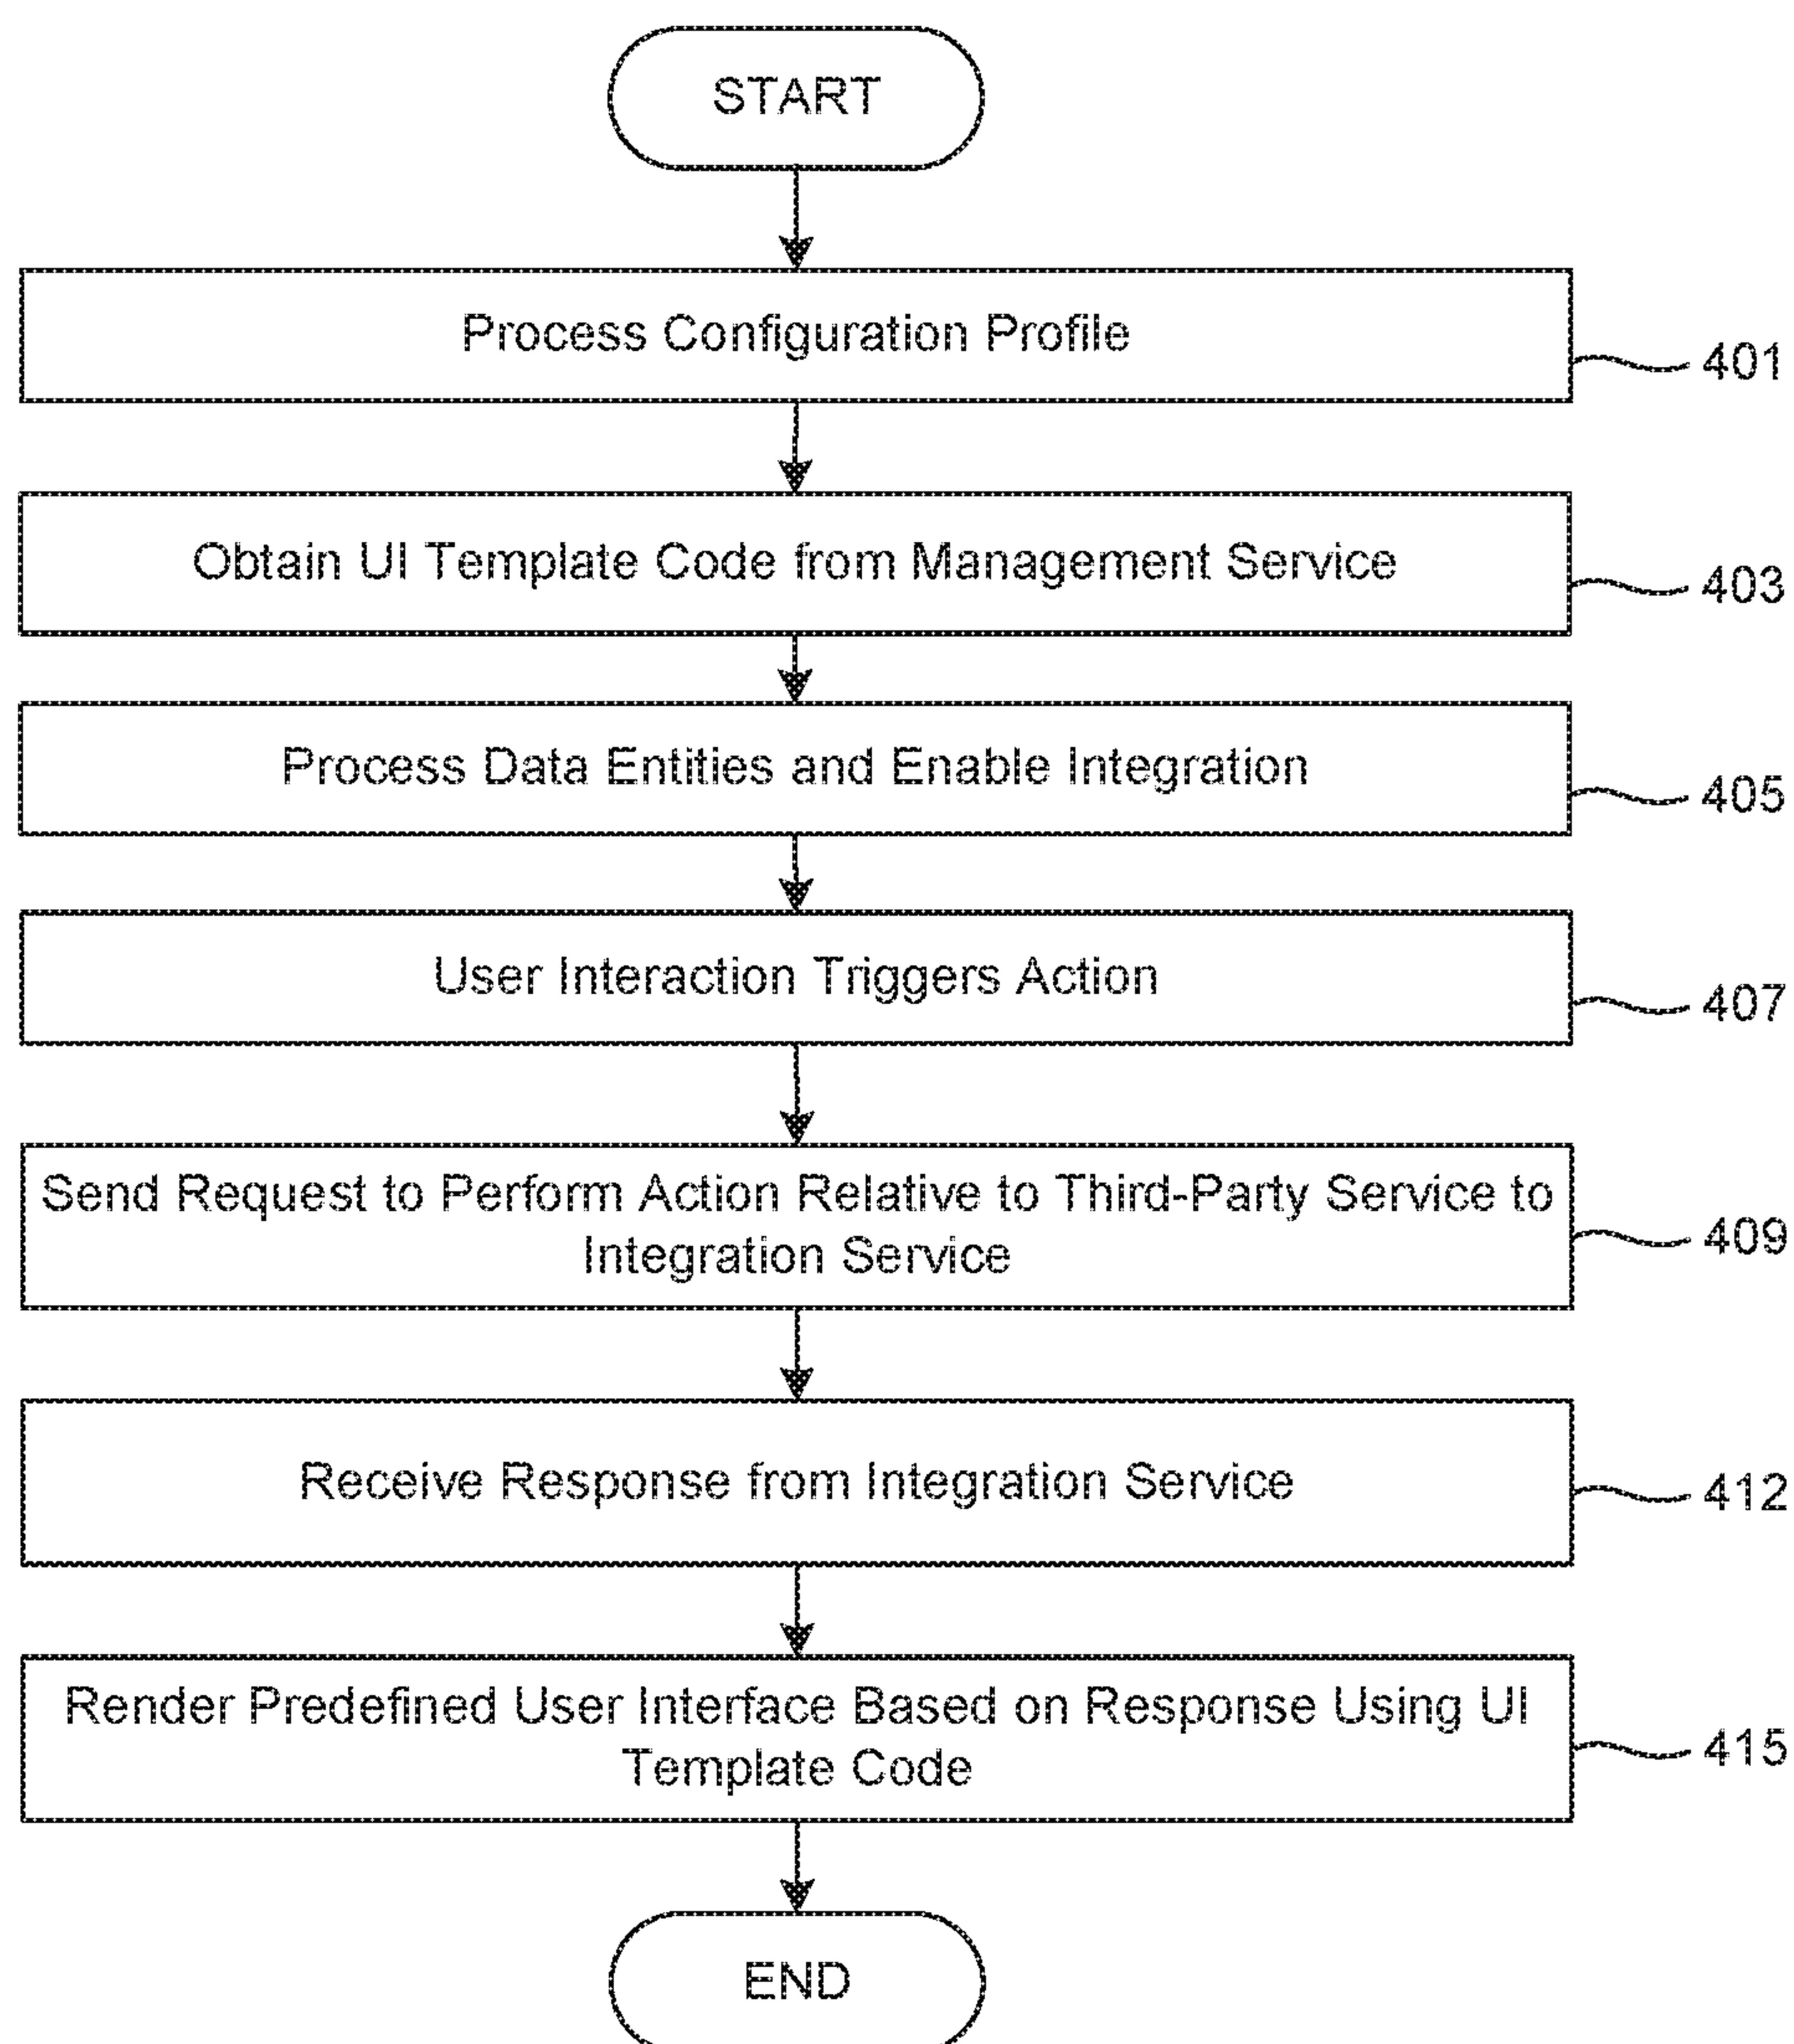 START
Process Configuration Profile
401
Obtain UI Template Code from Management Service
403
Process Data Entities and Enable Integration
405
User Interaction Triggers Action
407
Send Request to Perform Action Relative to Third-Party Service to
Integration Service
409
Receive Response from Integration Service
412
Render Predefined User Interface Based on Response Using UI
Template Code
415
END